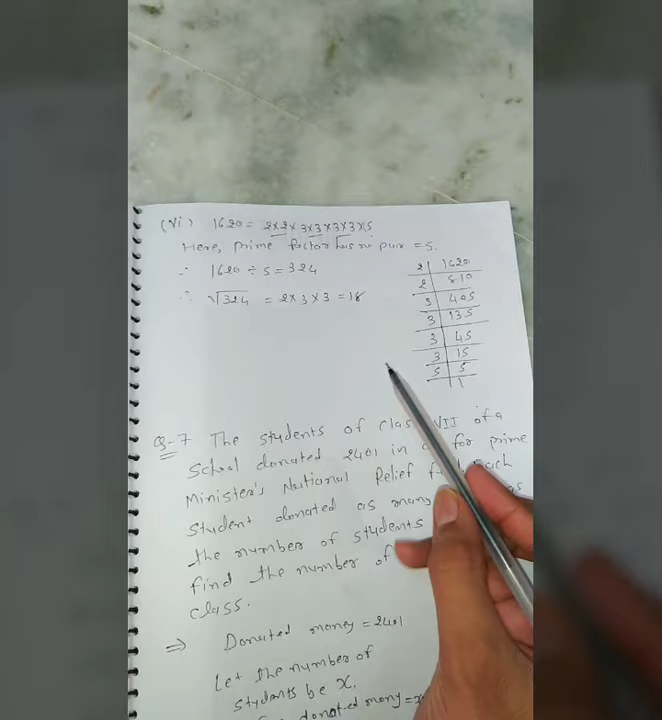 (vi) 1620 = 2×2×3×3×3×3×5
Here, prime factor has no pair = 5.
∴ 1620 ÷ 5 = 324
∴ √324 = 2×3×3 = 18
2 | 1620
2 | 810
3 | 405
3 | 135
3 | 45
3 | 15
5 | 5
| 1
Q-7 The students of clas VII of a
School donated 2401 in for prime
Minister's National Relief f each
student donated as many as
the number of students
find the number of
class.
⇒ Donated money = 2401
Let the number of
students be x.
donated mony =